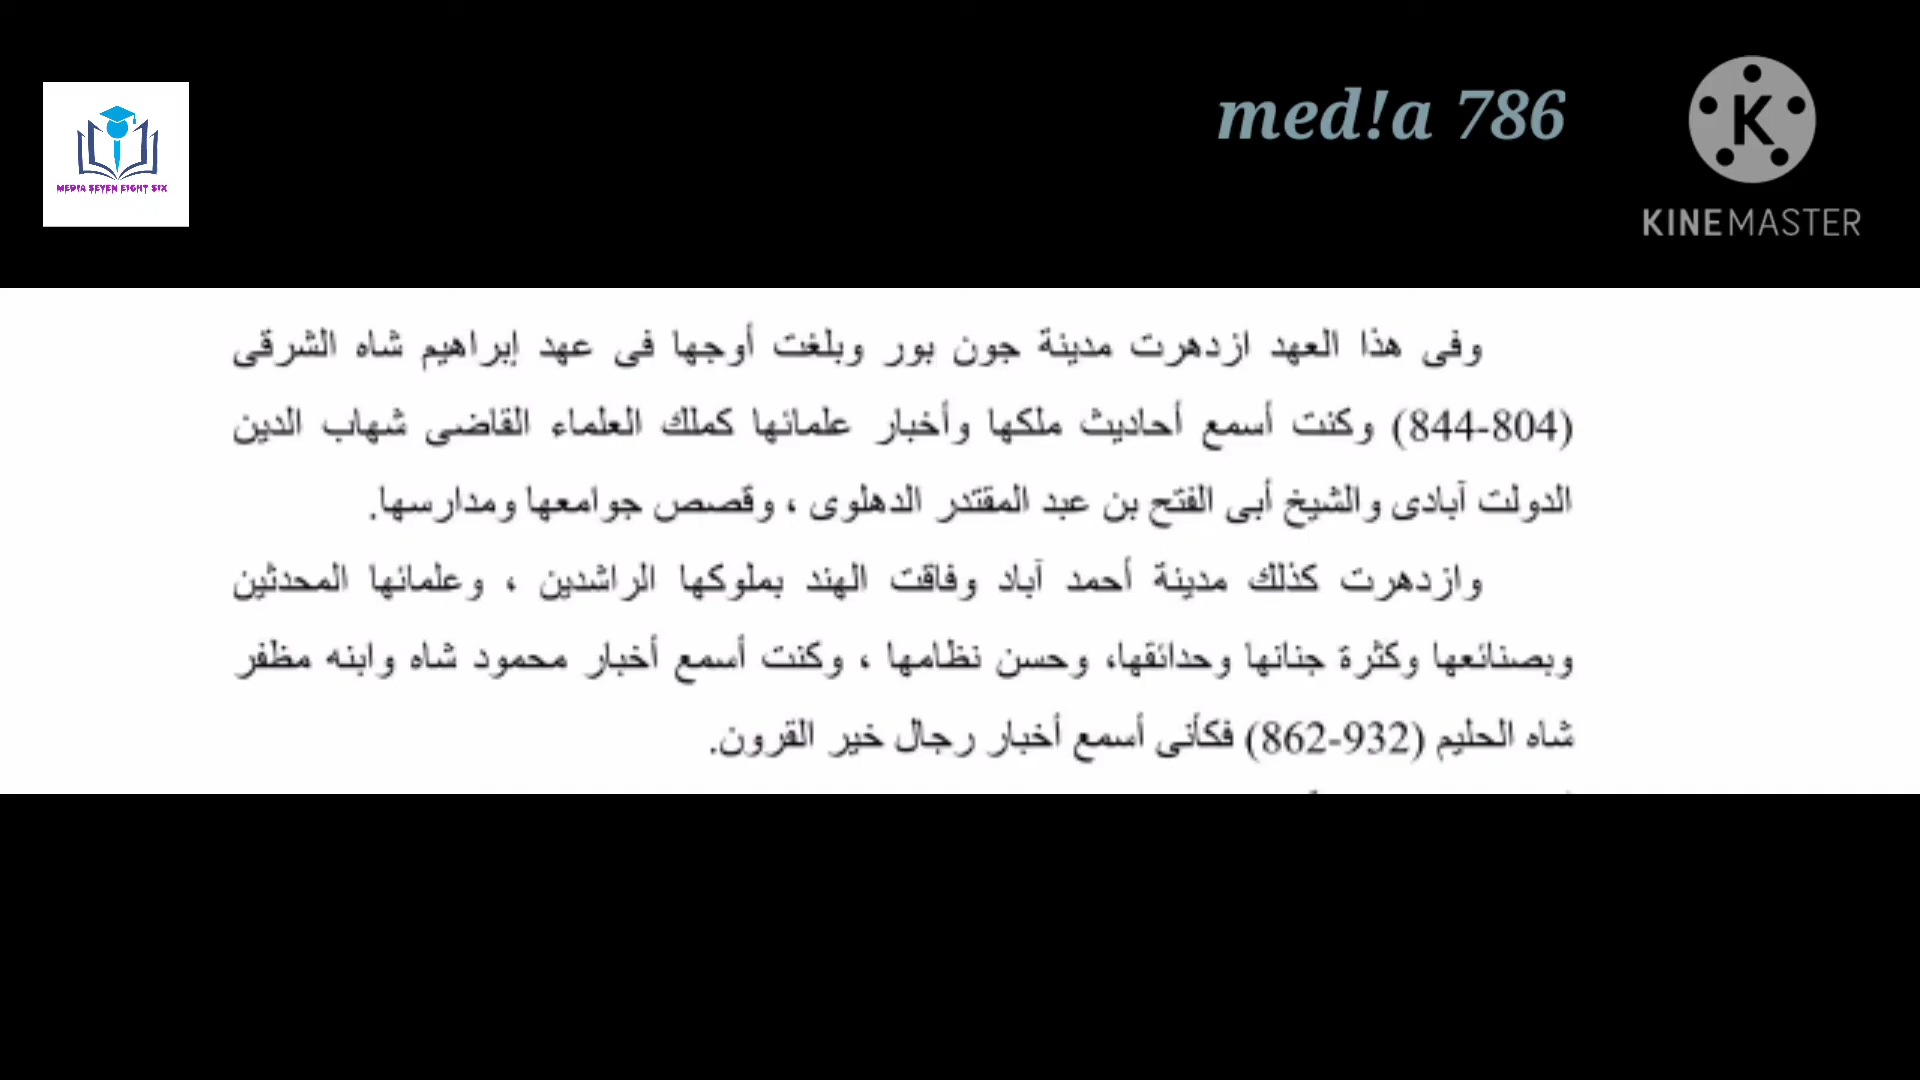 med!a 786
MEDIA SEVEN EIGHT SIX
KINEMASTER
وفى هذا العهد ازدهرت مدينة جون بور وبلغت أوجها فى عهد إبراهيم شاه الشرقى
(804-844) وكنت أسمع أحاديث ملكها وأخبار علمائها كملك العلماء القاضى شهاب الدين
الدولت آبادى والشيخ أبى الفتح بن عبد المقتدر الدهلوى ، وقصص جوامعها ومدارسها.
وازدهرت كذلك مدينة أحمد آباد وفاقت الهند بملوكها الراشدين ، وعلمائها المحدثين
وبصنائعها وكثرة جنانها وحدائقها، وحسن نظامها ، وكنت أسمع أخبار محمود شاه وابنه مظفر
شاه الحليم (932-862) فكأنى أسمع أخبار رجال خير القرون.